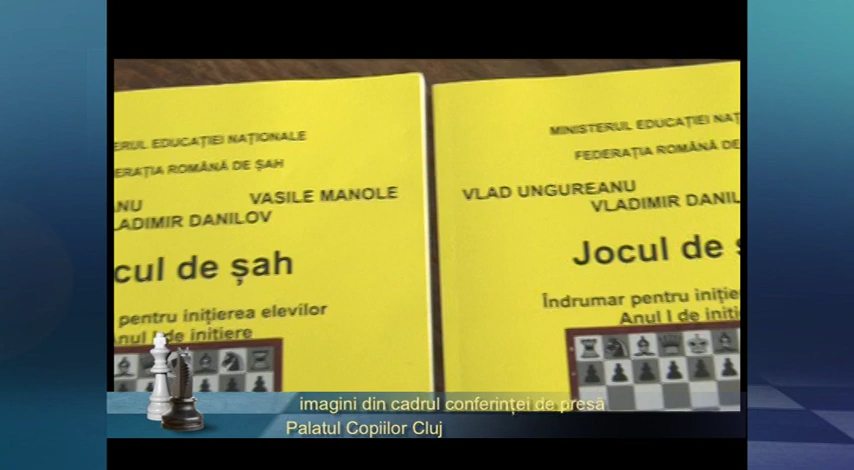 ERUL EDUCAȚIEI NAȚIONALE
ERAȚIA ROMÂNĂ DE ȘAH
ANU VASILE MANOLE
LADIMIR DANILOV
cul de șah
pentru inițierea elevilor
Anul I de inițiere
MINISTERUL EDUCAȚIEI NAȚ
FEDERAȚIA ROMÂNĂ DE
VLAD UNGUREANU
VLADIMIR DANIL
Jocul de ș
Îndrumar pentru iniție
Anul I de iniți
imagini din cadrul conferinței de presă
Palatul Copiilor Cluj